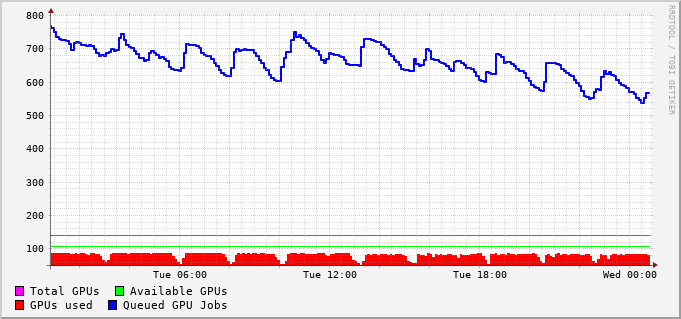 800
700
600
500
400
300
200
100
Tue 06:00 Tue 12:00 Tue 18:00 Wed 00:00
Total GPUs Available GPUs
GPUs used Queued GPU Jobs
RRDTOOL / TOBI OETIKER